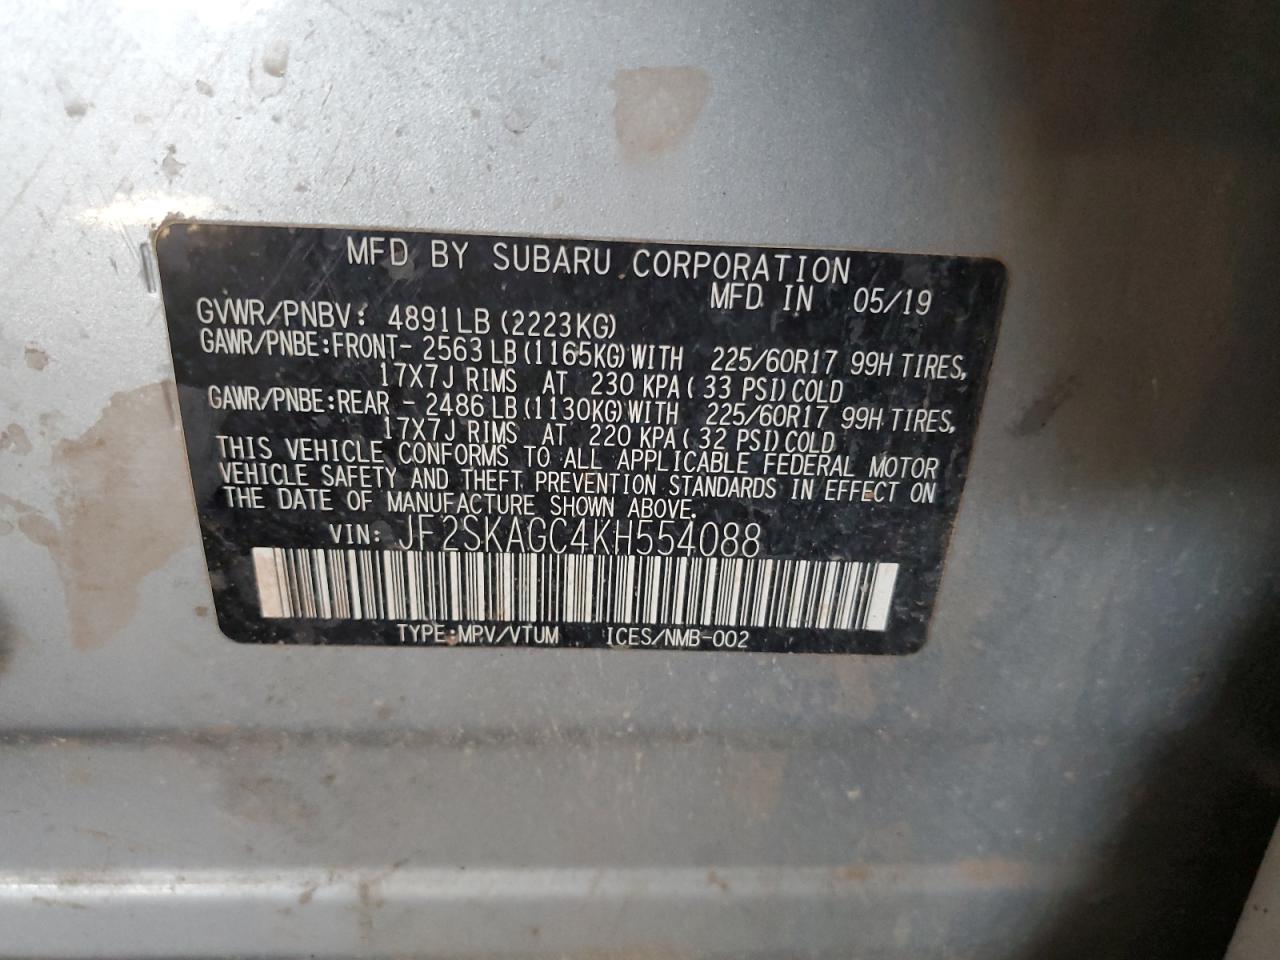 MFD BY SUBARU CORPORATION
MFD IN 05/19
GVWR/PNBV: 4891LB (2223KG)
GAWR/PNBE:FRONT- 2563 LB (1165KG) WITH 225/60R17 99H TIRES,
17X7J RIMS AT 230 KPA ( 33 PSI) COLD
GAWR/PNBE:REAR - 2486 LB (1130KG) WITH 225/60R17 99H TIRES,
17X7J RIMS AT 220 KPA ( 32 PSI) COLD
THIS VEHICLE CONFORMS TO ALL APPLICABLE FEDERAL MOTOR
VEHICLE SAFETY AND THEFT PREVENTION STANDARDS IN EFFECT ON
THE DATE OF MANUFACTURE SHOWN ABOVE.
VIN: JF2SKAGC4KH554088
TYPE:MPV/VTUM ICES/NMB-002